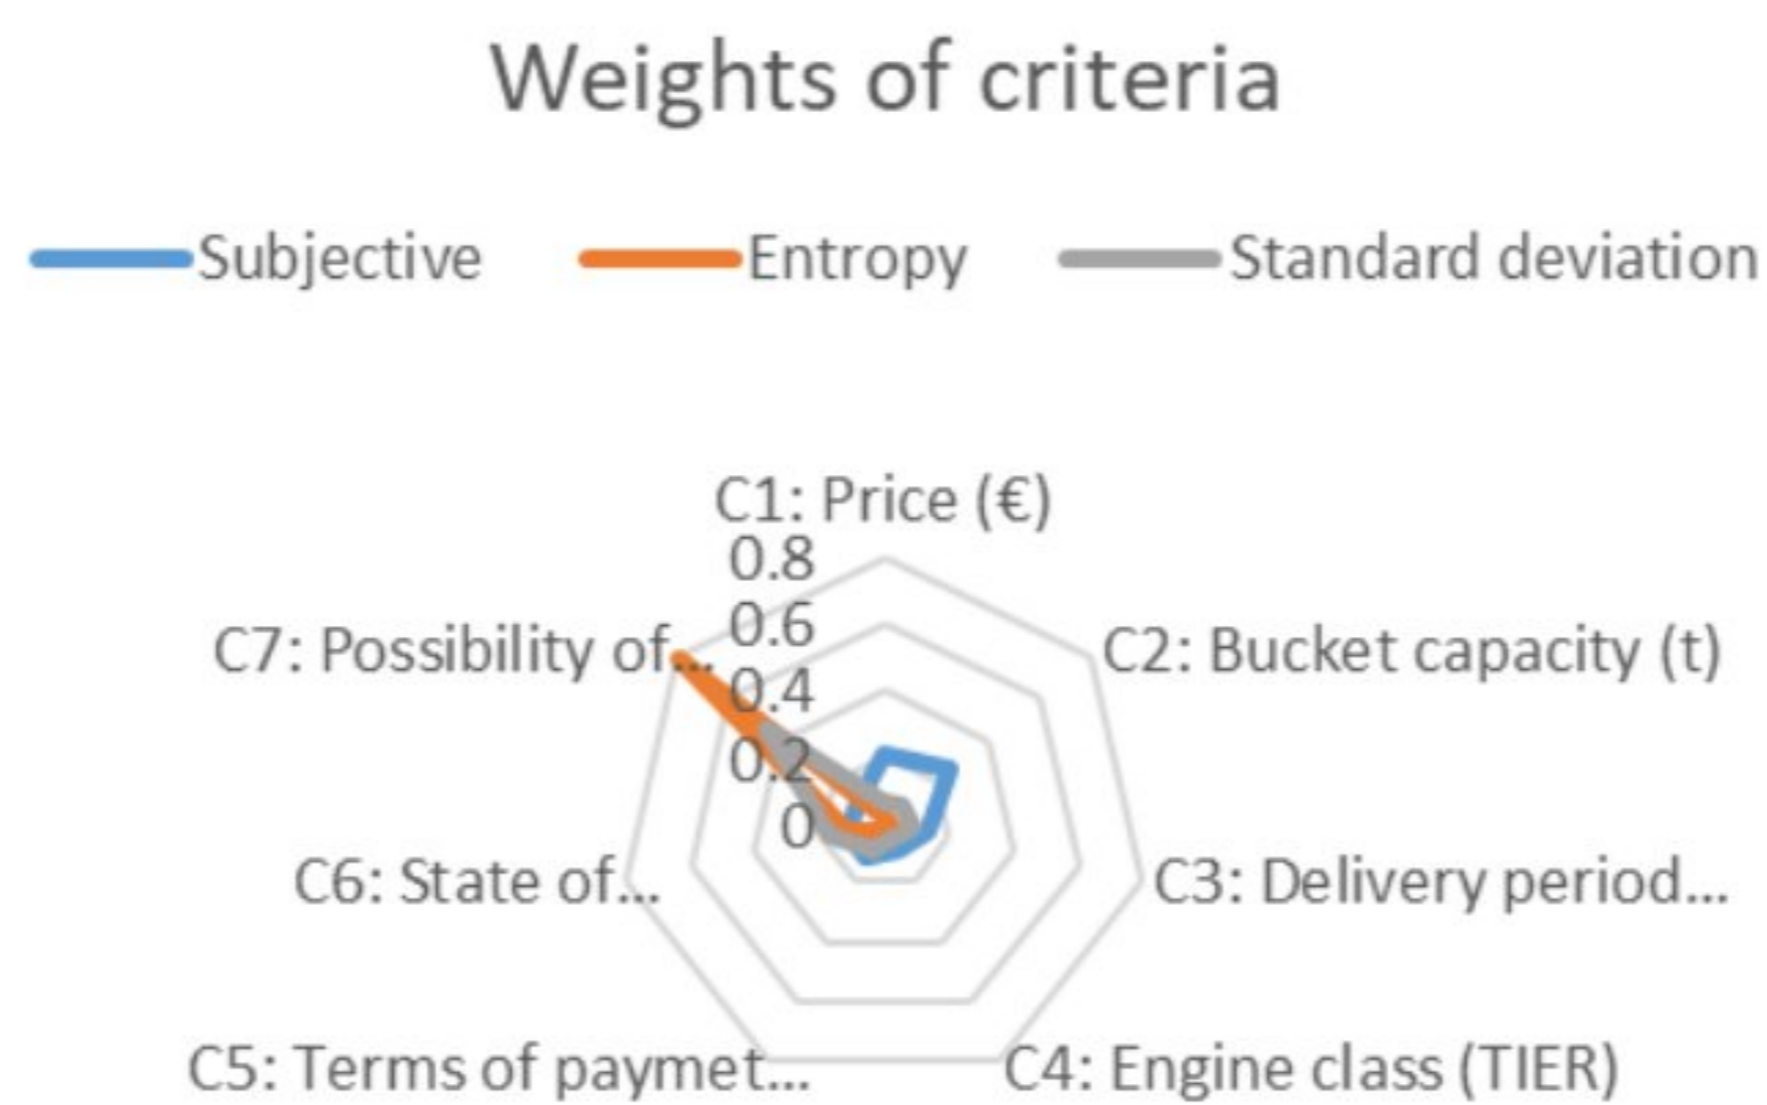 Weights of criteria
Subjective Entropy Standard deviation
C1: Price (€)
0.8
0.6
C7: Possibility of... C2: Bucket capacity (t)
0.4
0.2
0
C6: State of... C3: Delivery period...
C5: Terms of paymet... C4: Engine class (TIER)